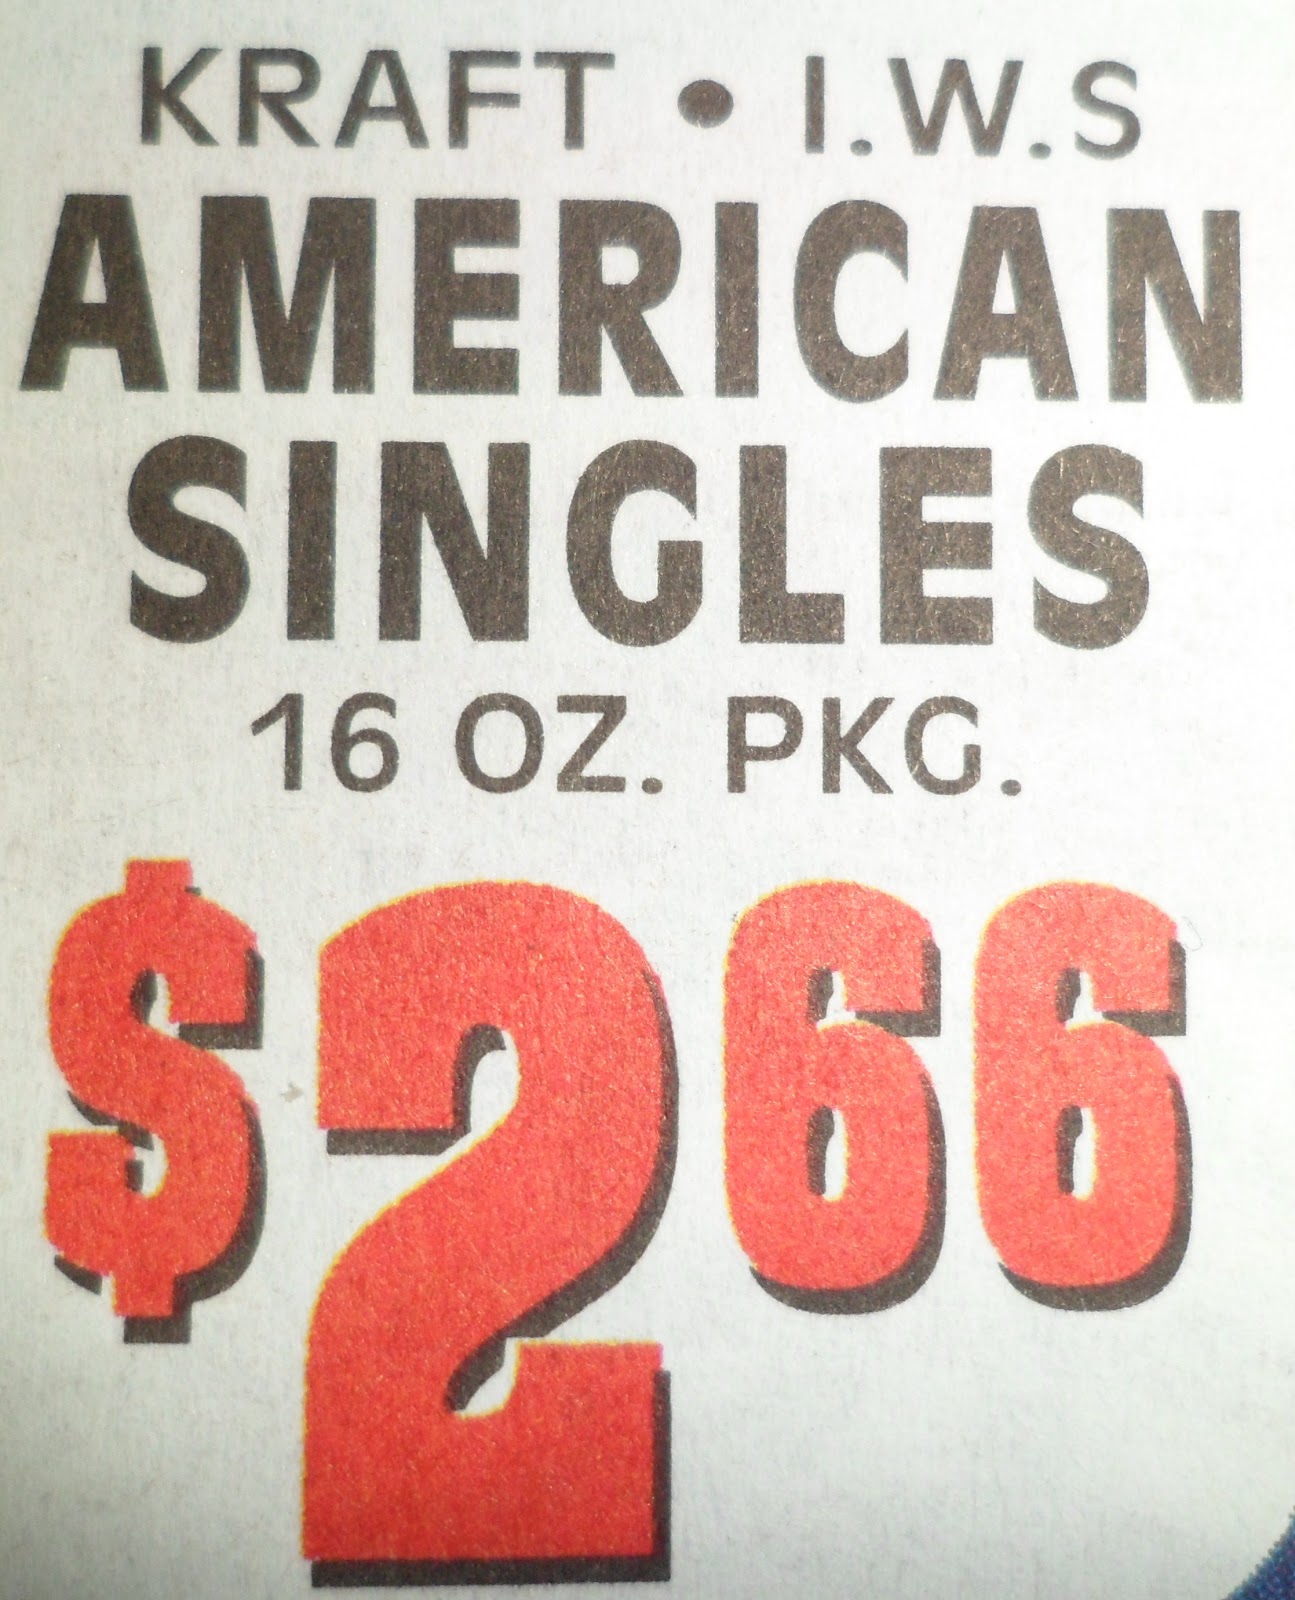 KRAFT • I.W.S
AMERICAN
SINGLES
16 OZ. PKG.
$266